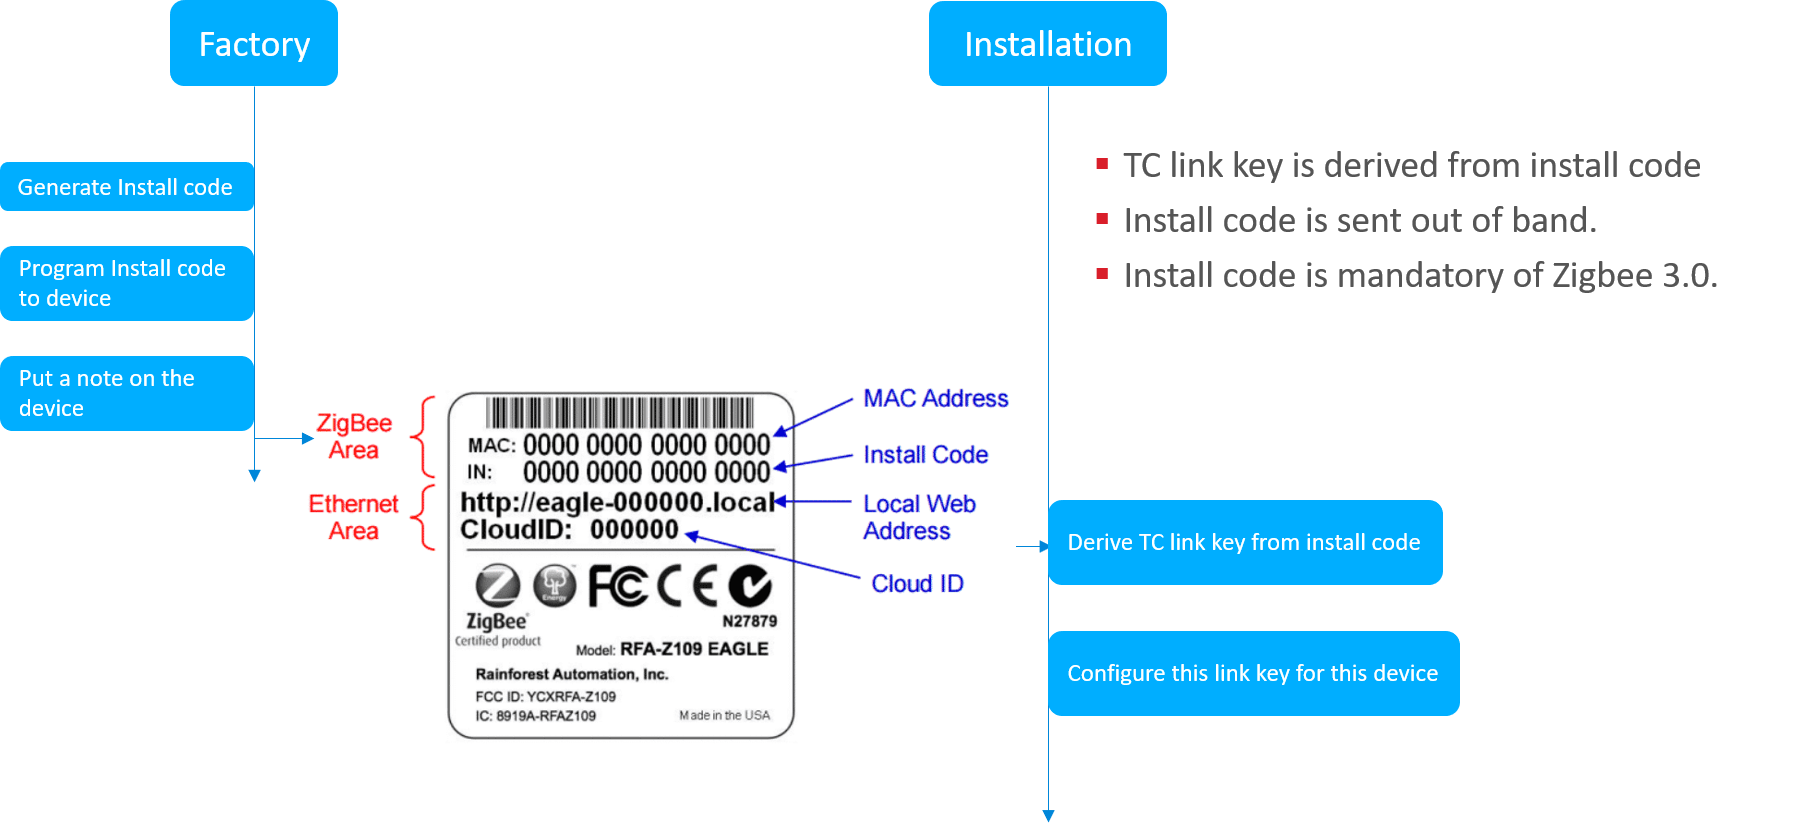 Factory
Installation
Generate Install code
Program Install code
to device
Put a note on the
device
▪ TC link key is derived from install code
▪ Install code is sent out of band.
▪ Install code is mandatory of Zigbee 3.0.
ZigBee
Area
Ethernet
Area
MAC: 0000 0000 0000 0000
IN: 0000 0000 0000 0000
http://eagle-000000.local
CloudID: 000000
MAC Address
Install Code
Local Web
Address
Cloud ID
Z
Energy
FC CE
ZigBee
Certified product
N27879
Model: RFA-Z109 EAGLE
Rainforest Automation, Inc.
FCC ID: YCXRFA-Z109
IC: 8919A-RFAZ109
Made in the USA
Derive TC link key from install code
Configure this link key for this device